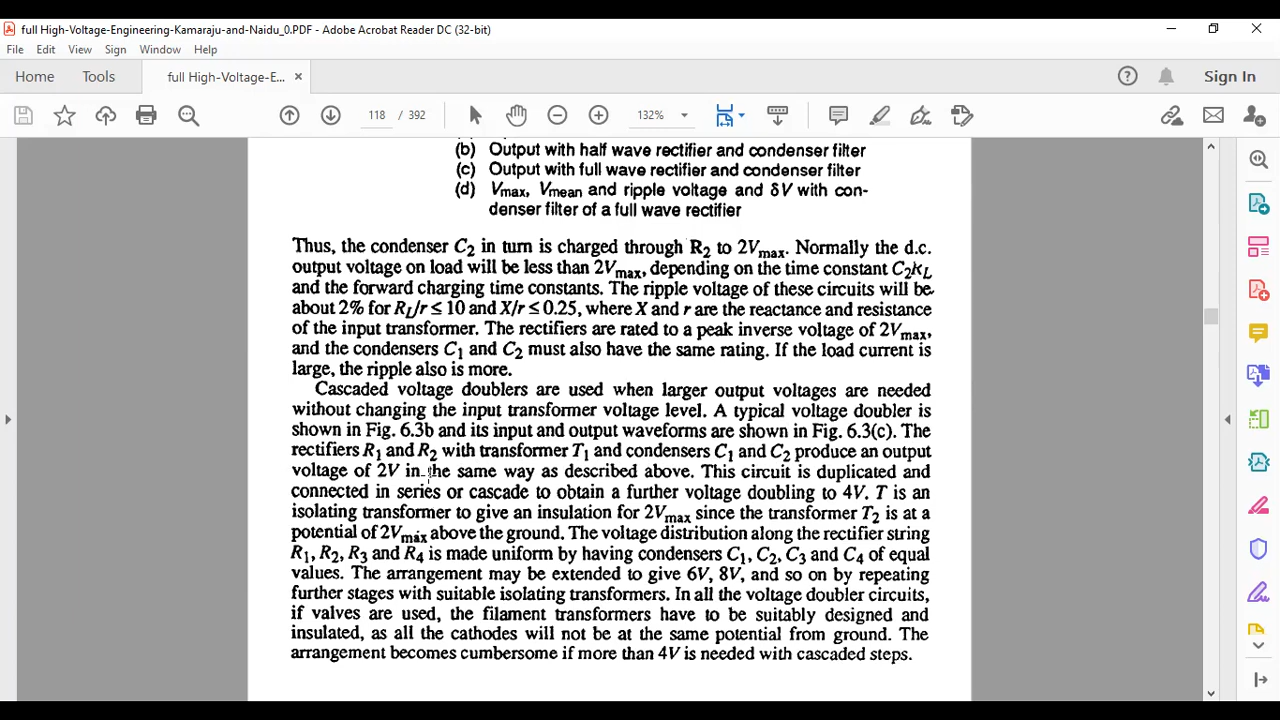 full High-Voltage-Engineering-Kamaraju-and-Naidu_0.PDF - Adobe Acrobat Reader DC (32-bit)
File Edit View Sign Window Help
Home Tools full High-Voltage-E... × Sign In
118 / 392 132%
(b) Output with half wave rectifier and condenser filter
(c) Output with full wave rectifier and condenser filter
(d) Vmax, Vmean and ripple voltage and δV with con-
denser filter of a full wave rectifier
Thus, the condenser C2 in turn is charged through R2 to 2Vmax. Normally the d.c.
output voltage on load will be less than 2Vmax, depending on the time constant C2
and the forward charging time constants. The ripple voltage of these circuits will be
about 2% for RL/r ≤ 10 and X/r ≤ 0.25, where X and r are the reactance and resistance
of the input transformer. The rectifiers are rated to a peak inverse voltage of 2Vmax,
and the condensers C1 and C2 must also have the same rating. If the load current is
large, the ripple also is more.
Cascaded voltage doublers are used when larger output voltages are needed
without changing the input transformer voltage level. A typical voltage doubler is
shown in Fig. 6.3b and its input and output waveforms are shown in Fig. 6.3(c). The
rectifiers R1 and R2 with transformer T1 and condensers C1 and C2 produce an output
voltage of 2V in the same way as described above. This circuit is duplicated and
connected in series or cascade to obtain a further voltage doubling to 4V. T is an
isolating transformer to give an insulation for 2Vmax since the transformer T2 is at a
potential of 2Vmax above the ground. The voltage distribution along the rectifier string
R1, R2, R3 and R4 is made uniform by having condensers C1, C2, C3 and C4 of equal
values. The arrangement may be extended to give 6V, 8V, and so on by repeating
further stages with suitable isolating transformers. In all the voltage doubler circuits,
if valves are used, the filament transformers have to be suitably designed and
insulated, as all the cathodes will not be at the same potential from ground. The
arrangement becomes cumbersome if more than 4V is needed with cascaded steps.